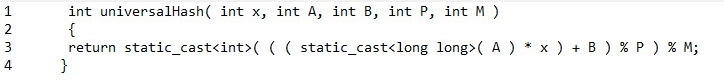 1 int universalHash( int x, int A, int B, int P, int M )
2 {
3 return static_cast<int>( ( ( static_cast<long long>( A ) * x ) + B ) % P ) % M;
4 }